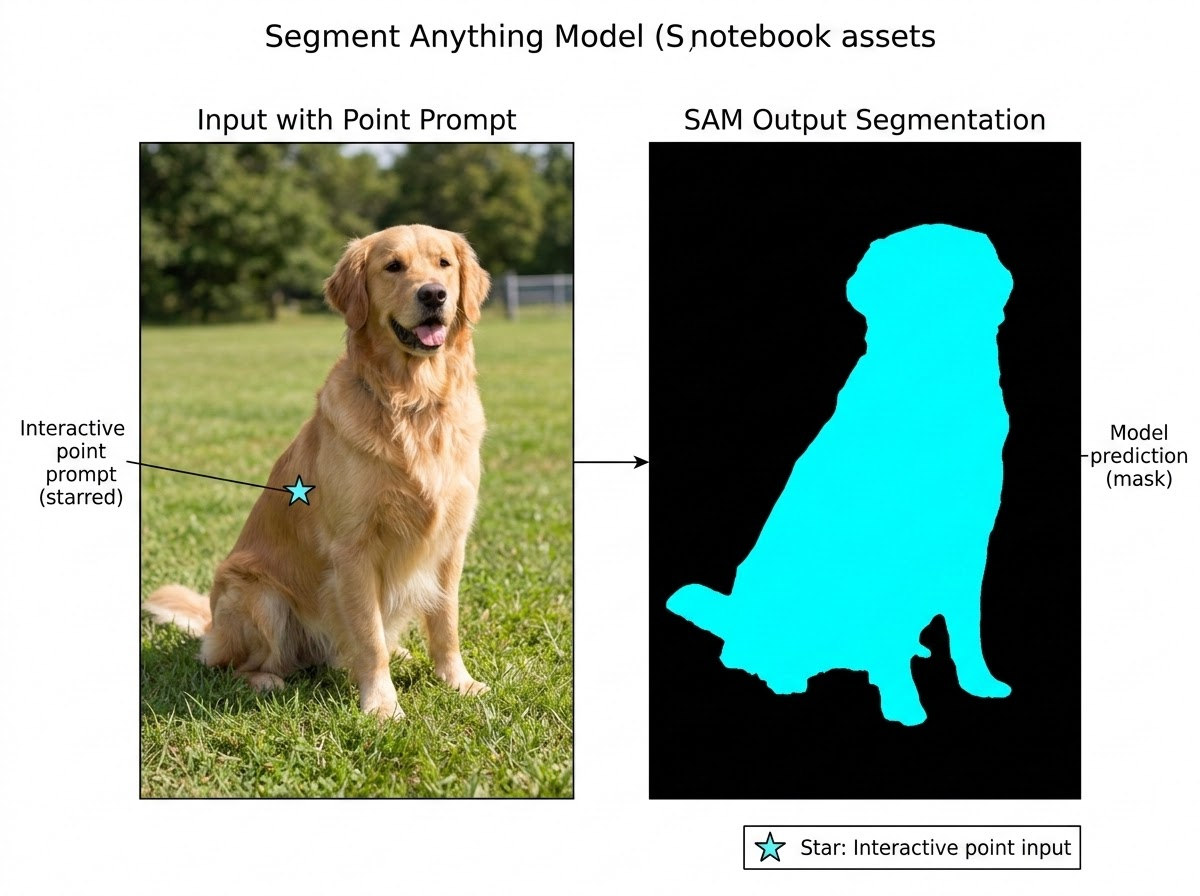 Segment Anything Model (S,notebook assets
Input with Point Prompt
SAM Output Segmentation
Interactive
point
prompt
(starred)
Model
prediction
(mask)
Star: Interactive point input